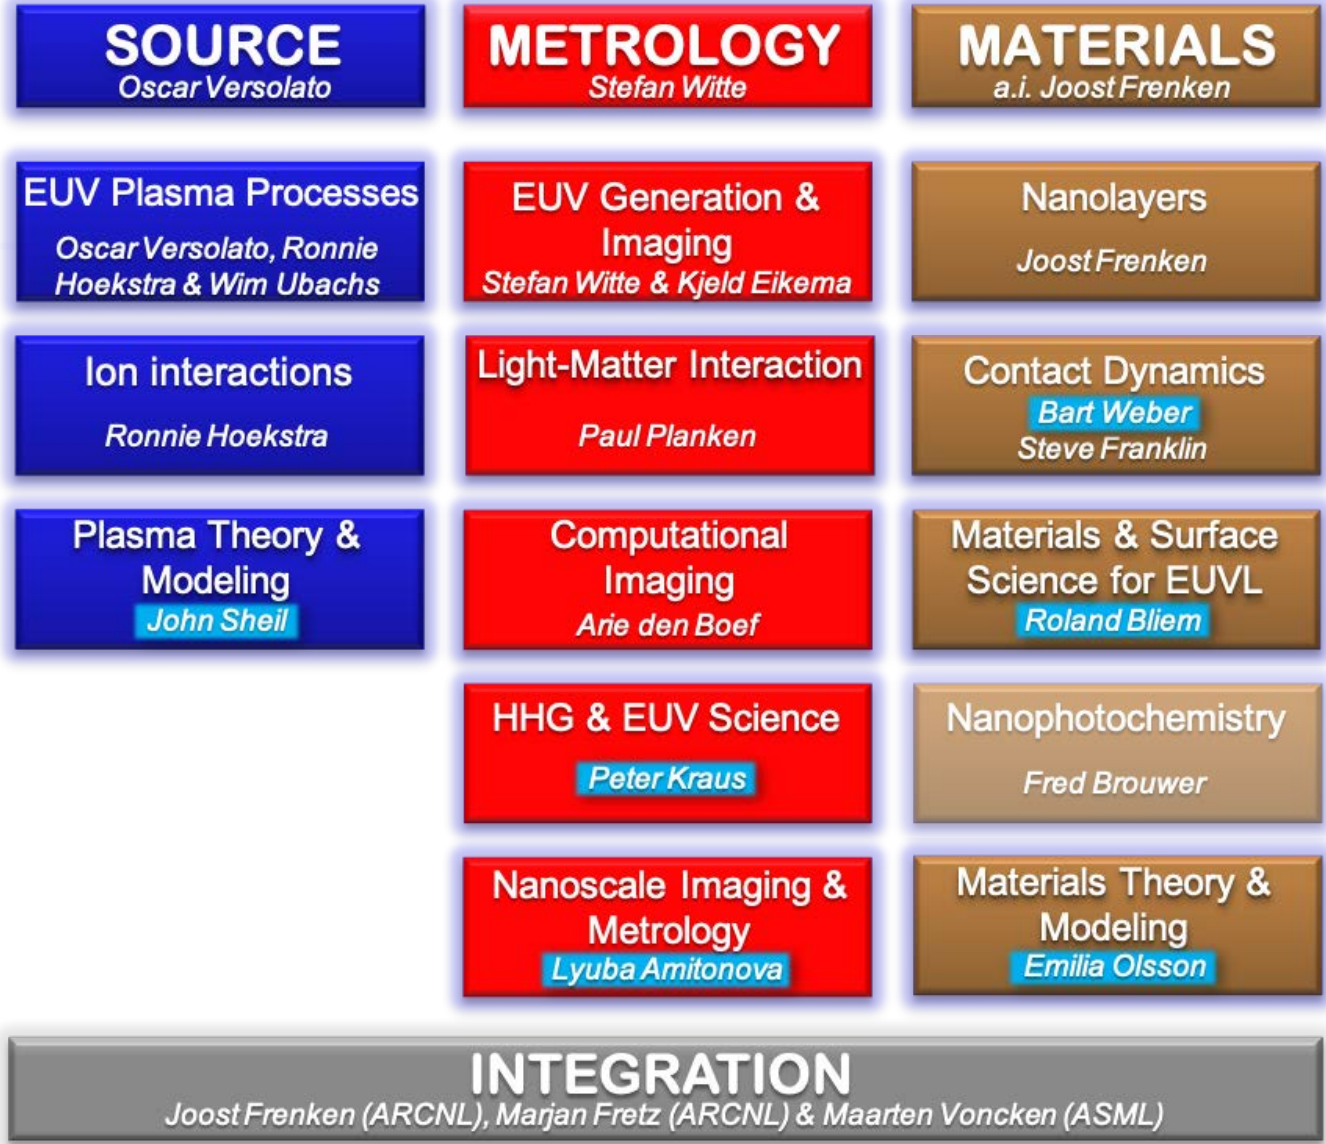 SOURCE
Oscar Versolato
EUV Plasma Processes
Oscar Versolato, Ronnie
Hoekstra & Wim Ubachs
Ion interactions
Ronnie Hoekstra
Plasma Theory &
Modeling
John Sheil
METROLOGY
Stefan Witte
EUV Generation &
Imaging
Stefan Witte & Kjeld Eikema
Light-Matter Interaction
Paul Planken
Computational
Imaging
Arie den Boef
HHG & EUV Science
Peter Kraus
Nanoscale Imaging &
Metrology
Lyuba Amitonova
MATERIALS
a.i. Joost Frenken
Nanolayers
Joost Frenken
Contact Dynamics
Bart Weber
Steve Franklin
Materials & Surface
Science for EUVL
Roland Bliem
Nanophotochemistry
Fred Brouwer
Materials Theory &
Modeling
Emilia Olsson
INTEGRATION
Joost Frenken (ARCNL), Marjan Fretz (ARCNL) & Maarten Voncken (ASML)